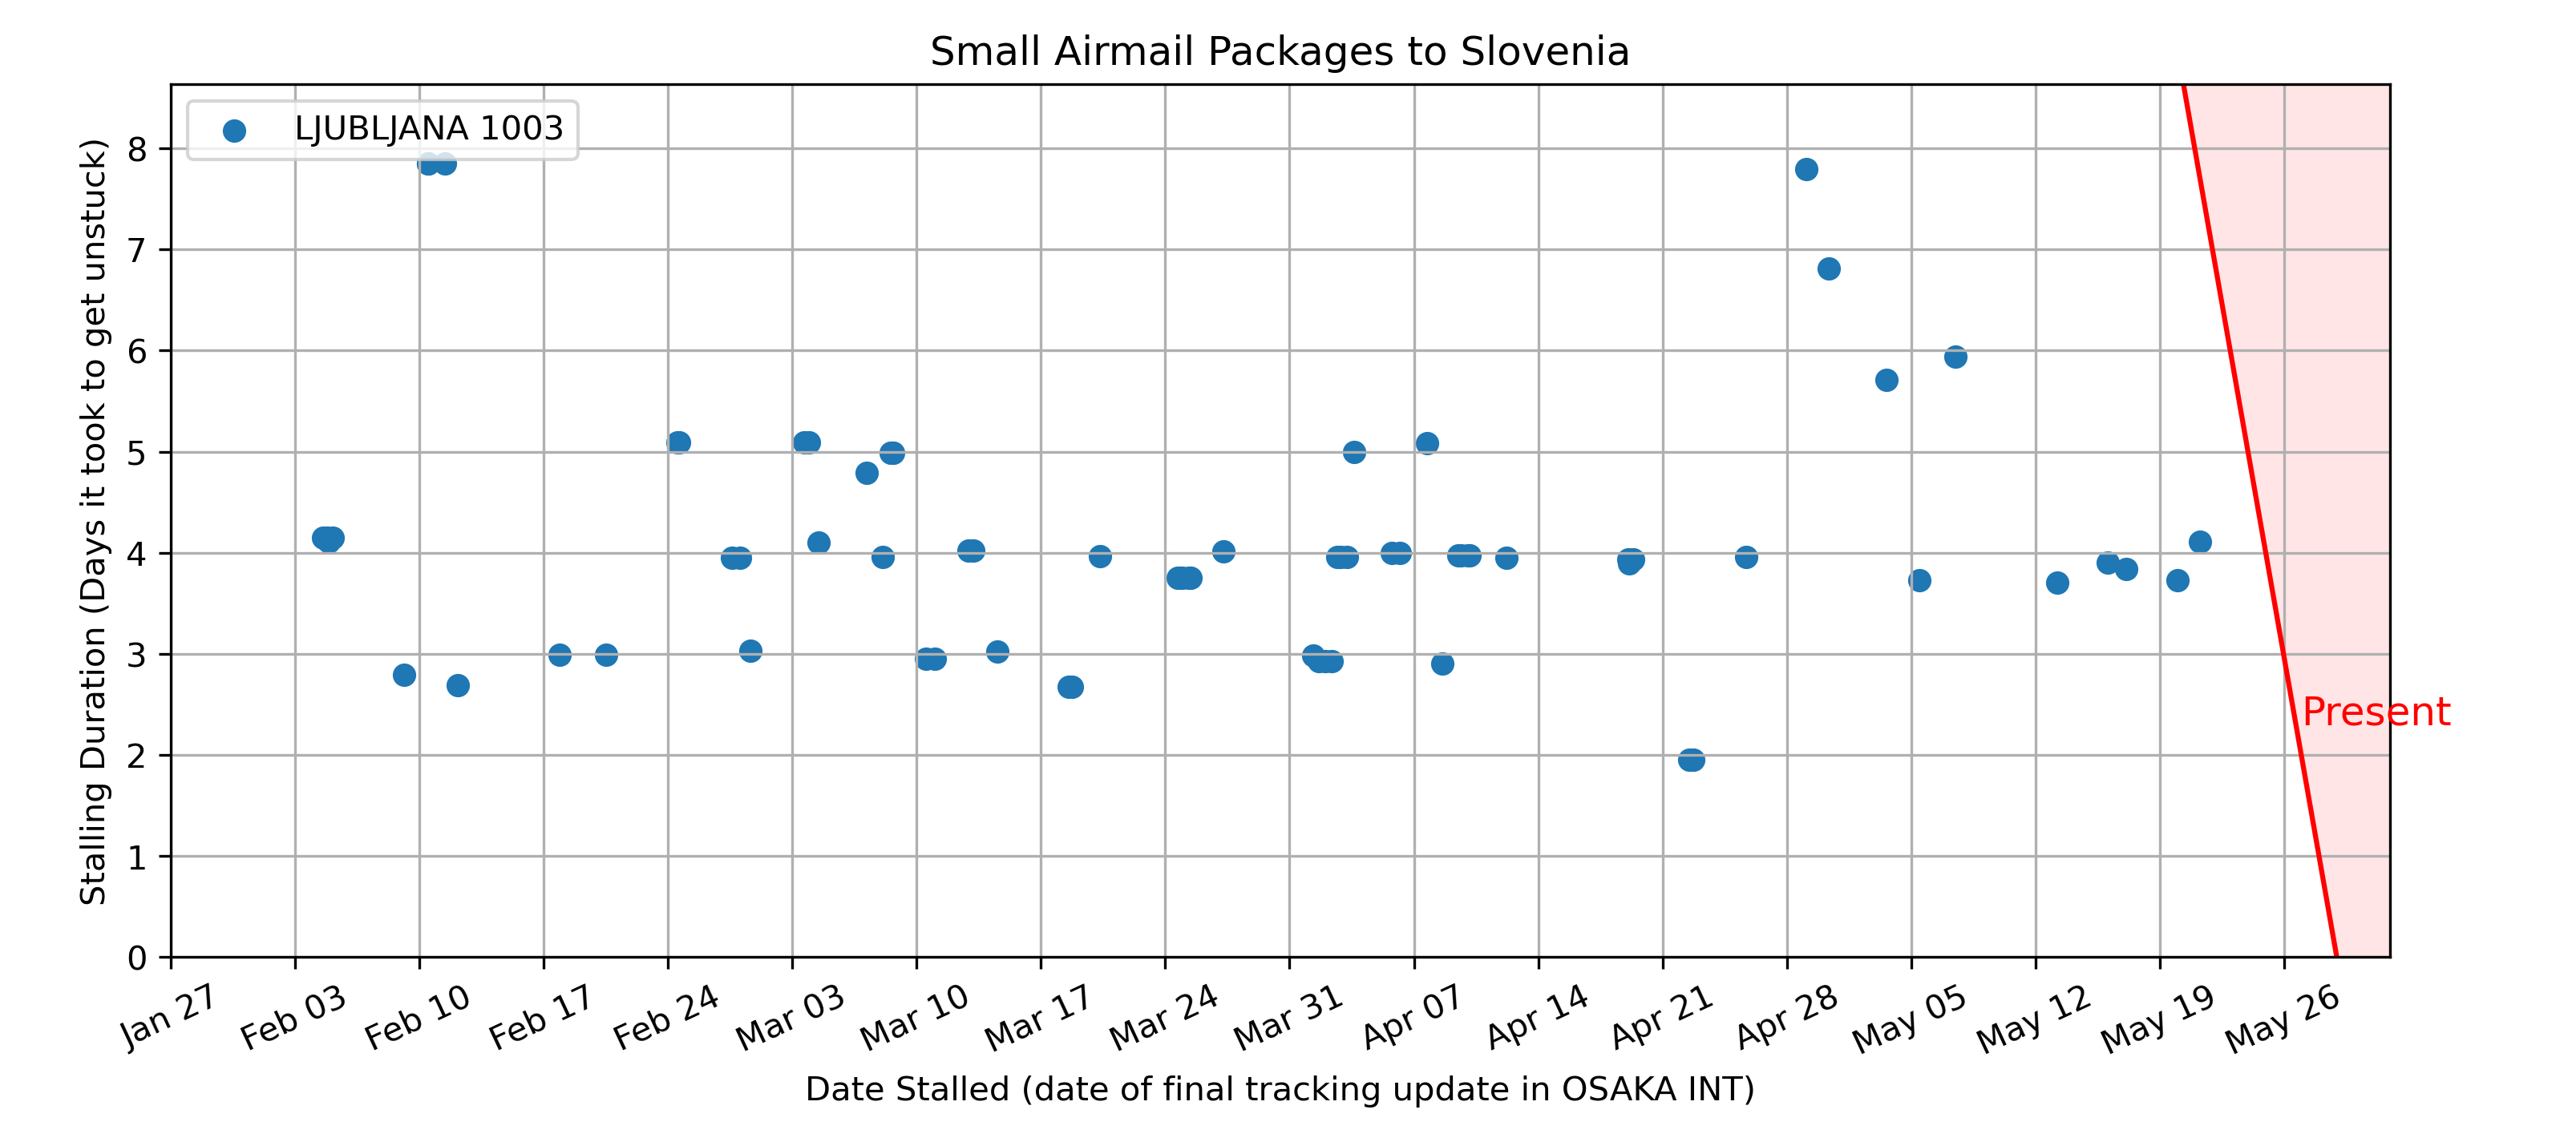 Small Airmail Packages to Slovenia
LJUBLJANA 1003
Stalling Duration (Days it took to get unstuck)
8
7
6
5
4
3
2
1
0
Present
Jan 27 Feb 03 Feb 10 Feb 17 Feb 24 Mar 03 Mar 10 Mar 17 Mar 24 Mar 31 Apr 07 Apr 14 Apr 21 Apr 28 May 05 May 12 May 19 May 26
Date Stalled (date of final tracking update in OSAKA INT)